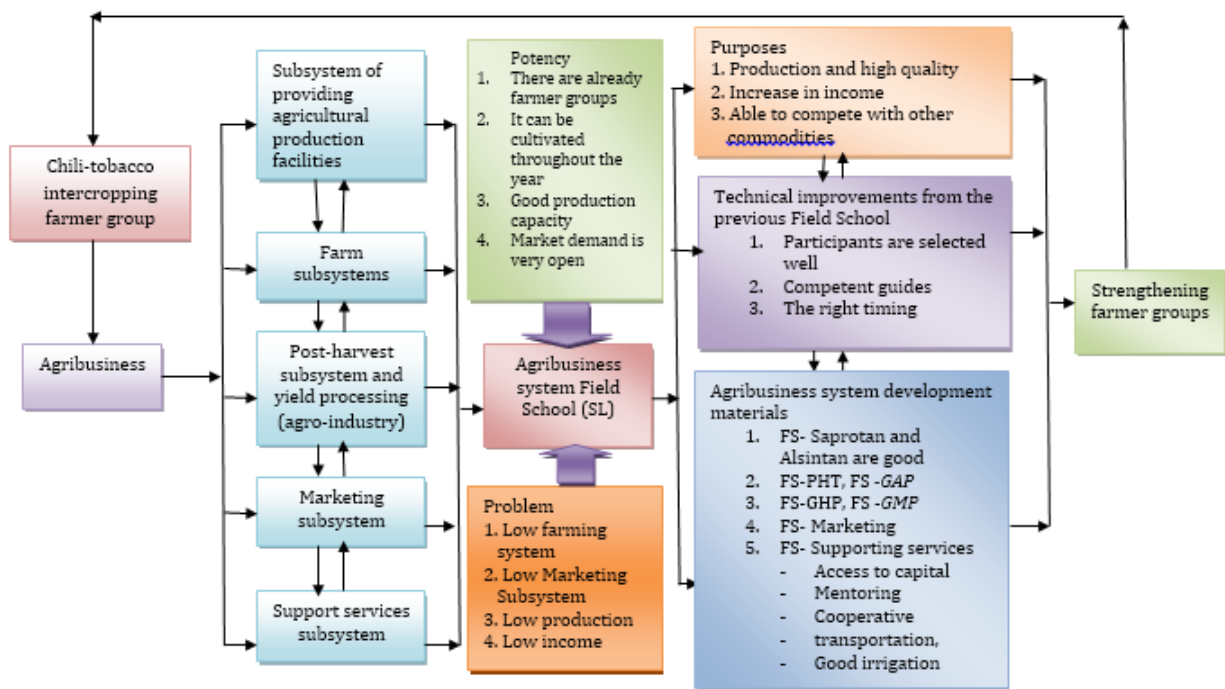 Chili-tobacco
intercropping
farmer group
Agribusiness
Subsystem of
providing
agricultural
production
facilities
Farm
subsystems
Post-harvest
subsystem and
yield processing
(agro-industry)
Marketing
subsystem
Support services
subsystem
Potency
1. There are already
farmer groups
2. It can be
cultivated
throughout the
year
3. Good production
capacity
4. Market demand is
very open
Agribusiness
system Field
School (SL)
Problem
1. Low farming
system
2. Low Marketing
Subsystem
3. Low production
4. Low income
Purposes
1. Production and high quality
2. Increase in income
3. Able to compete with other
commodities
Technical improvements from the
previous Field School
1. Participants are selected
well
2. Competent guides
3. The right timing
Agribusiness system development
materials
1. FS- Saprotan and
Alsintan are good
2. FS-PHT, FS -GAP
3. FS-GHP, FS -GMP
4. FS- Marketing
5. FS- Supporting services
- Access to capital
- Mentoring
- Cooperative
- transportation,
- Good irrigation
Strengthening
farmer groups